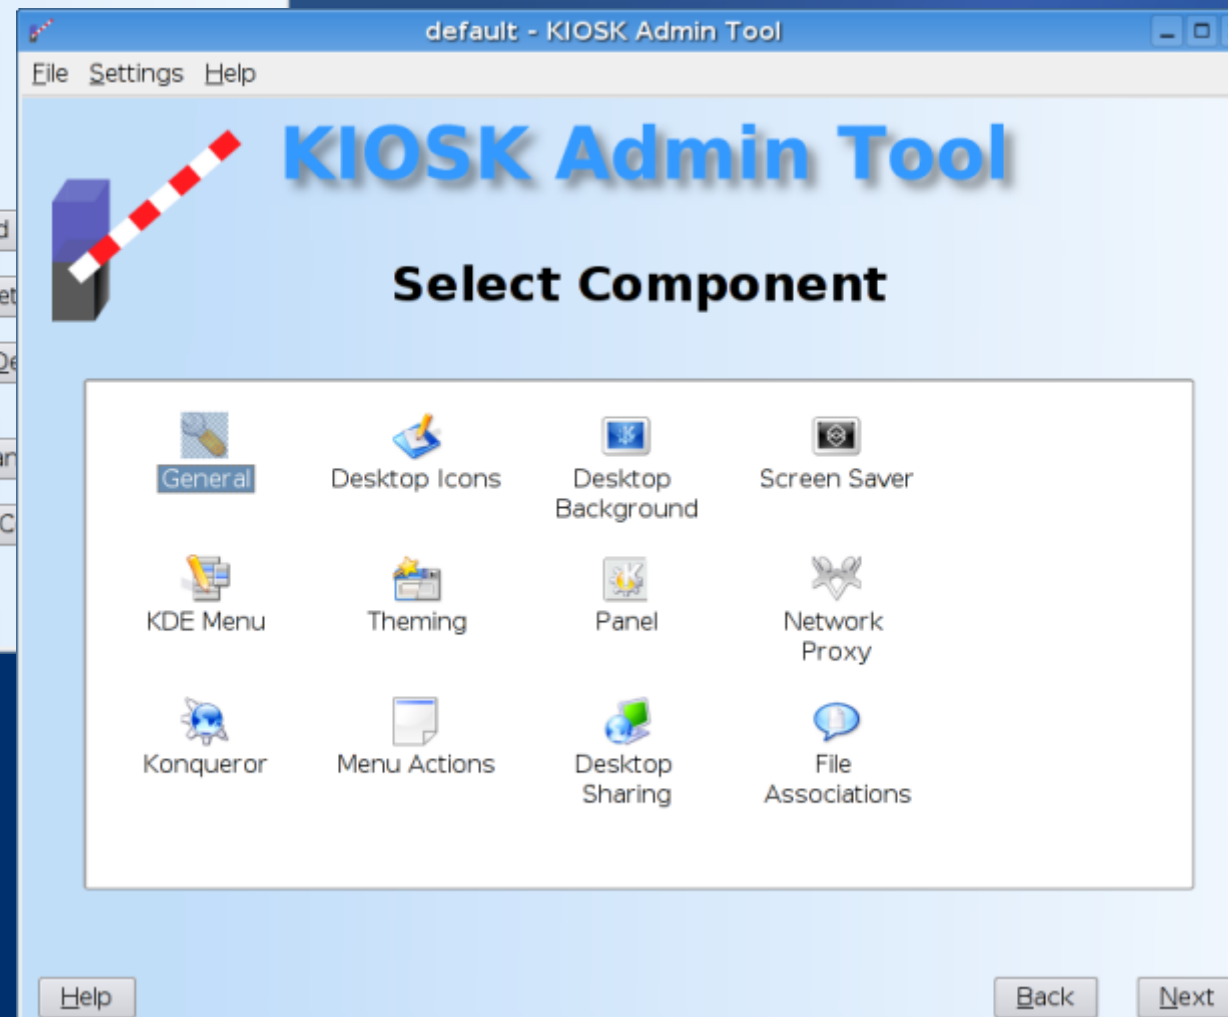 default - KIOSK Admin Tool
File Settings Help
KIOSK Admin Tool
Select Component
General Desktop Icons Desktop Background Screen Saver
KDE Menu Theming Panel Network Proxy
Konqueror Menu Actions Desktop Sharing File Associations
Help Back Next